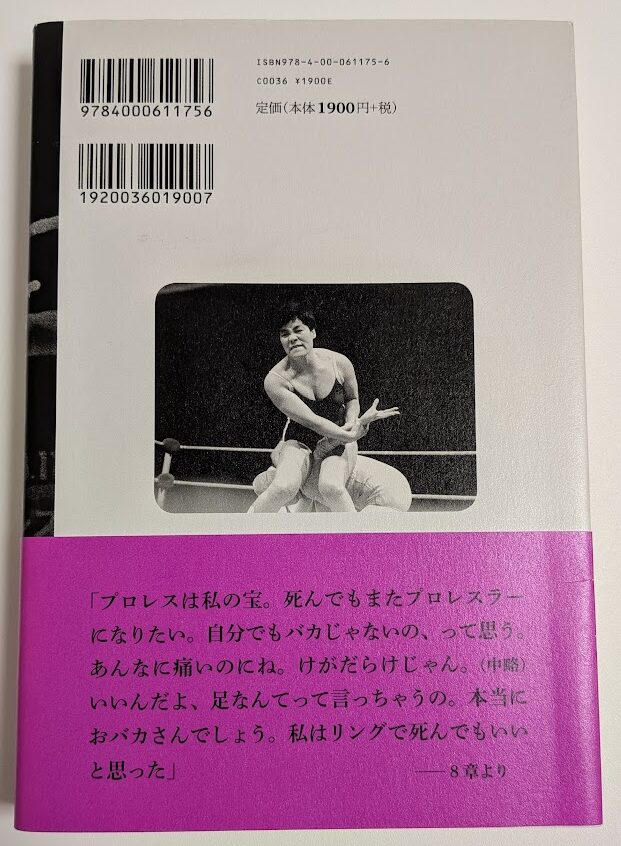 ISBN978-4-00-061175-6
C0036 ¥1900E
9784000611756
定価(本体1900円+税)
1920036019007
「プロレスは私の宝。死んでもまたプロレスラー
になりたい。自分でもバカじゃないの、って思う。
あんなに痛いのにね。けがだらけじゃん。(中略)
いいんだよ、足なんてって言っちゃうの。本当に
おバカさんでしょう。私はリングで死んでもいい
と思った」
──8章より